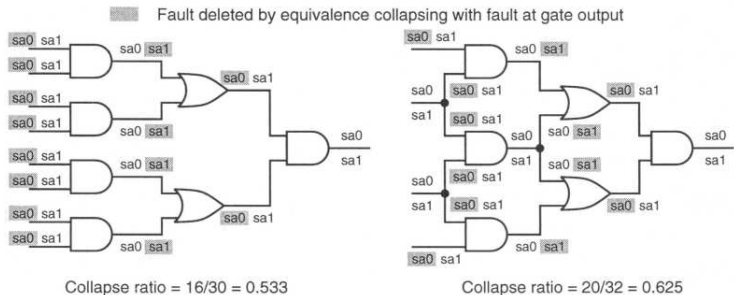 Fault deleted by equivalence collapsing with fault at gate output
sa0 sa1
sa0 sa1
sa0 sa1
sa0 sa1
sa0 sa1
sa0 sa1
sa0 sa1
sa0 sa1
sa0 sa1
sa0 sa1
sa0 sa1
sa0 sa1
sa0 sa1
sa0 sa1
sa0
sa1
Collapse ratio = 16/30 = 0.533
sa0 sa1
sa0 sa1
sa0
sa1
sa0 sa1
sa0 sa1
sa0 sa1
sa0
sa1
sa0 sa1
sa0 sa1
sa0
sa1
sa0
sa1
sa0 sa1
sa0 sa1
sa0 sa1
sa0 sa1
sa0 sa1
Collapse ratio = 20/32 = 0.625